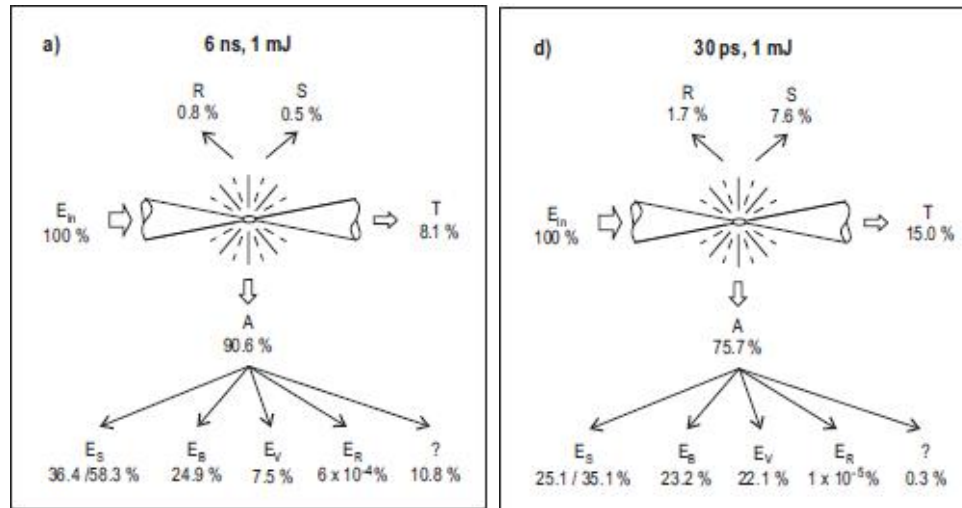 a) 6 ns, 1 mJ
R S
0.8 % 0.5 %
E_in T
100 % 8.1 %
A
90.6 %
E_S E_B E_V E_R ?
36.4 /58.3 % 24.9 % 7.5 % 6 x 10⁻⁴% 10.8 %
d) 30 ps, 1 mJ
R S
1.7 % 7.6 %
E_in T
100 % 15.0 %
A
75.7 %
E_S E_B E_V E_R ?
25.1 / 35.1 % 23.2 % 22.1 % 1 x 10⁻⁵% 0.3 %